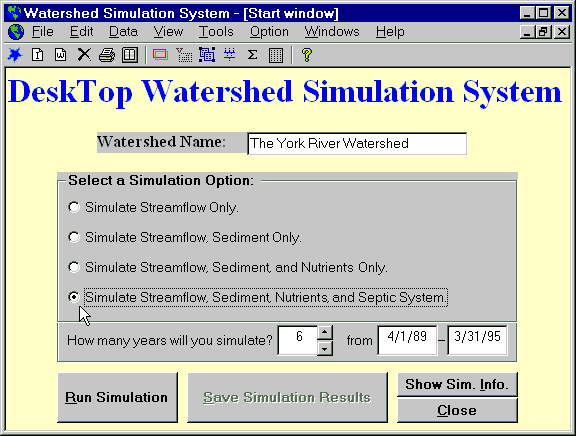 Watershed Simulation System - [Start window]
File Edit Data View Tools Option Windows Help
DeskTop Watershed Simulation System
Watershed Name: The York River Watershed
Select a Simulation Option:
Simulate Streamflow Only.
Simulate Streamflow, Sediment Only.
Simulate Streamflow, Sediment, and Nutrients Only.
Simulate Streamflow, Sediment, Nutrients, and Septic System.
How many years will you simulate? 6 from 4/1/89 – 3/31/95
Run Simulation Save Simulation Results Show Sim. Info.
Close